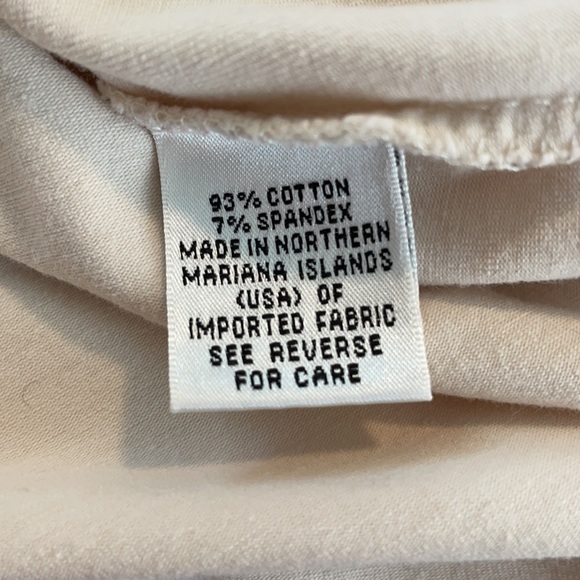 93% COTTON
7% SPANDEX
MADE IN NORTHERN
MARIANA ISLANDS
(USA) OF
IMPORTED FABRIC
SEE REVERSE
FOR CARE